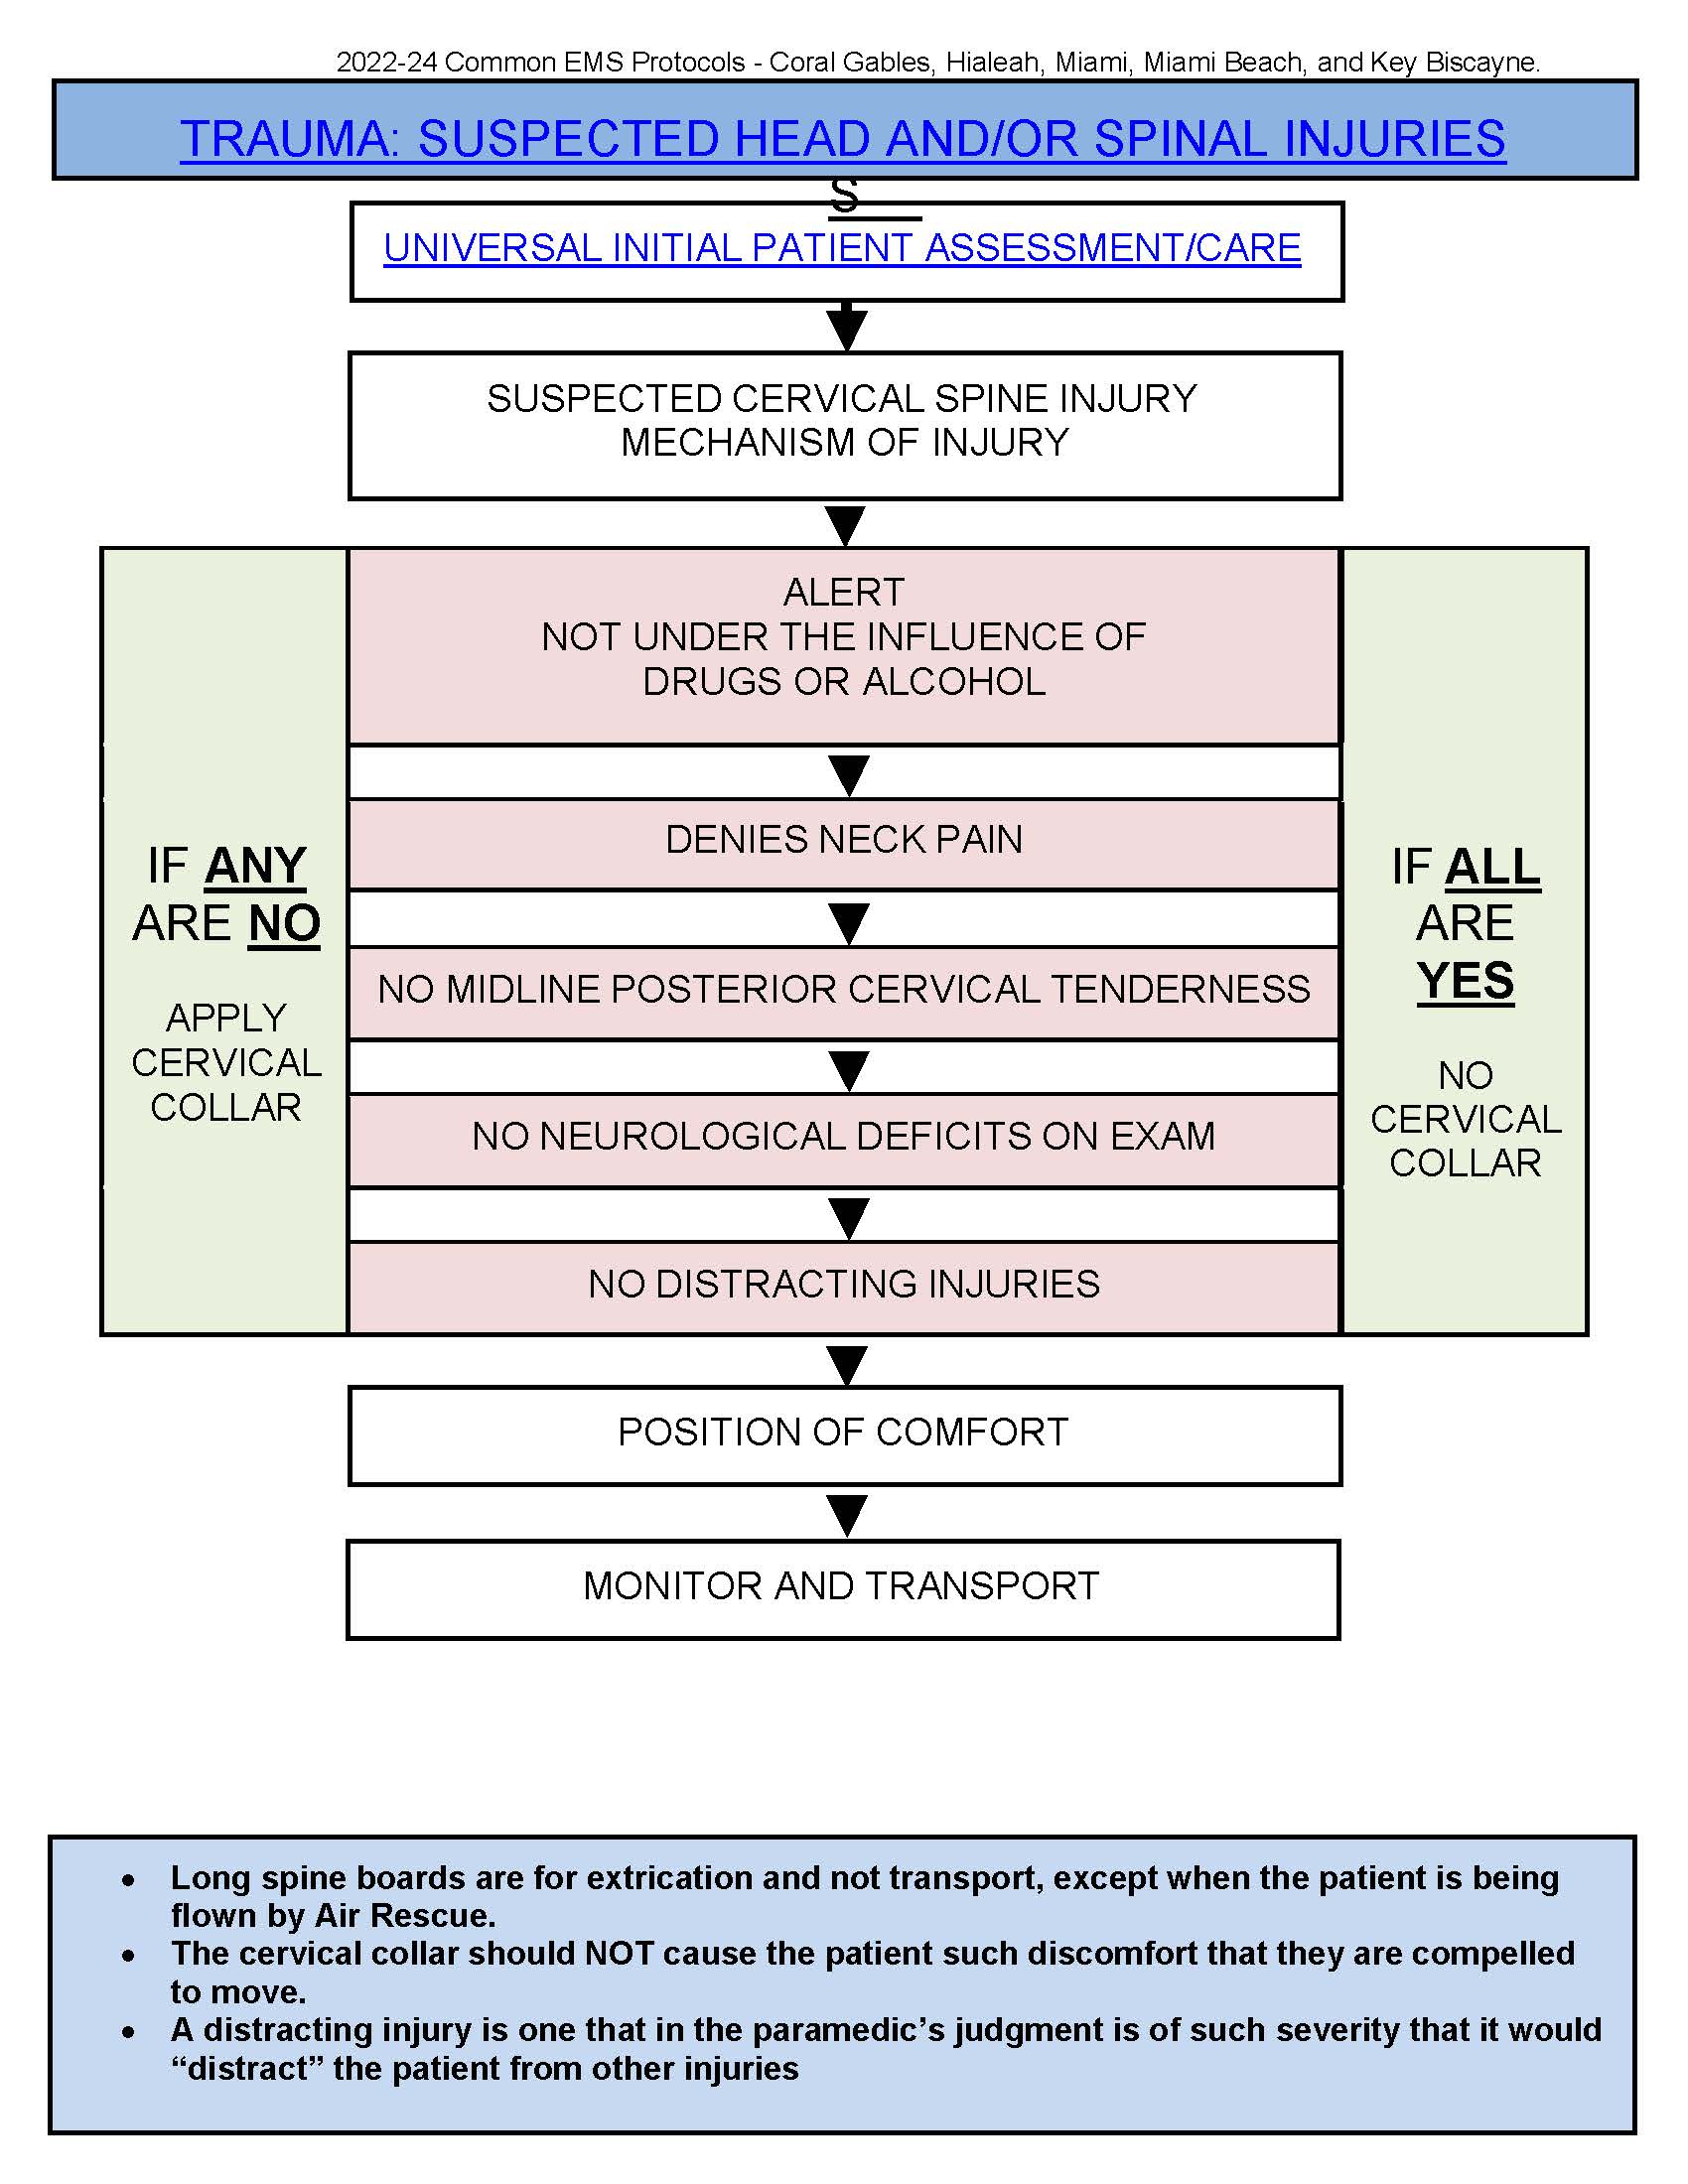 2022-24 Common EMS Protocols - Coral Gables, Hialeah, Miami, Miami Beach, and Key Biscayne.
TRAUMA: SUSPECTED HEAD AND/OR SPINAL INJURIES
S
UNIVERSAL INITIAL PATIENT ASSESSMENT/CARE
SUSPECTED CERVICAL SPINE INJURY
MECHANISM OF INJURY
ALERT
NOT UNDER THE INFLUENCE OF
DRUGS OR ALCOHOL
DENIES NECK PAIN
NO MIDLINE POSTERIOR CERVICAL TENDERNESS
NO NEUROLOGICAL DEFICITS ON EXAM
NO DISTRACTING INJURIES
IF ANY
ARE NO
APPLY
CERVICAL
COLLAR
IF ALL
ARE
YES
NO
CERVICAL
COLLAR
POSITION OF COMFORT
MONITOR AND TRANSPORT
• Long spine boards are for extrication and not transport, except when the patient is being
flown by Air Rescue.
• The cervical collar should NOT cause the patient such discomfort that they are compelled
to move.
• A distracting injury is one that in the paramedic’s judgment is of such severity that it would
“distract” the patient from other injuries